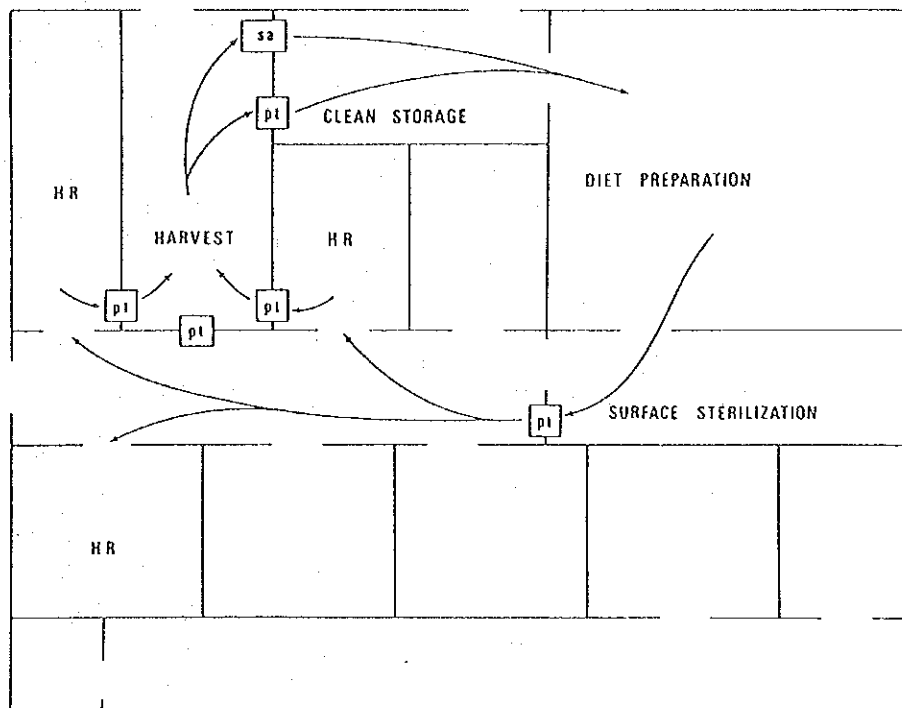 sa
pt
CLEAN STORAGE
DIET PREPARATION
HR
HARVEST
HR
pt
pt
pt
pt
SURFACE STERILIZATION
HR